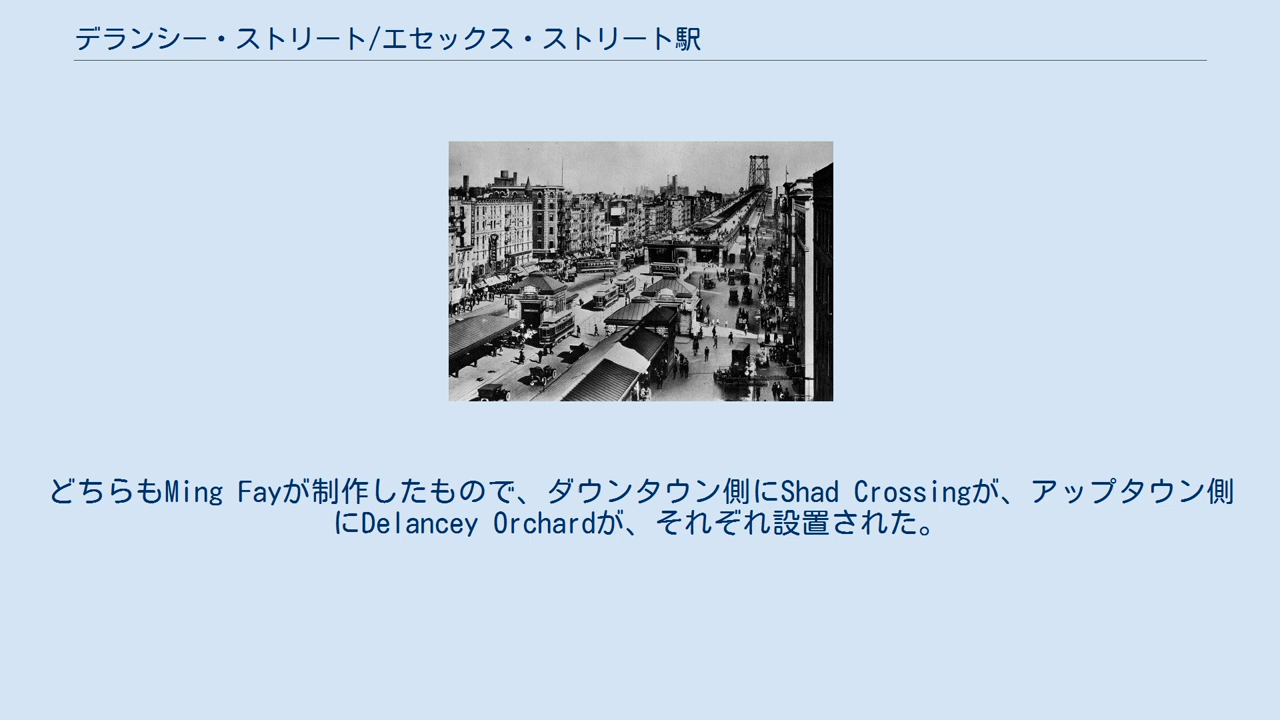 デランシー・ストリート/エセックス・ストリート駅
どちらもMing Fayが制作したもので、ダウンタウン側にShad Crossingが、アップタウン側
にDelancey Orchardが、それぞれ設置された。